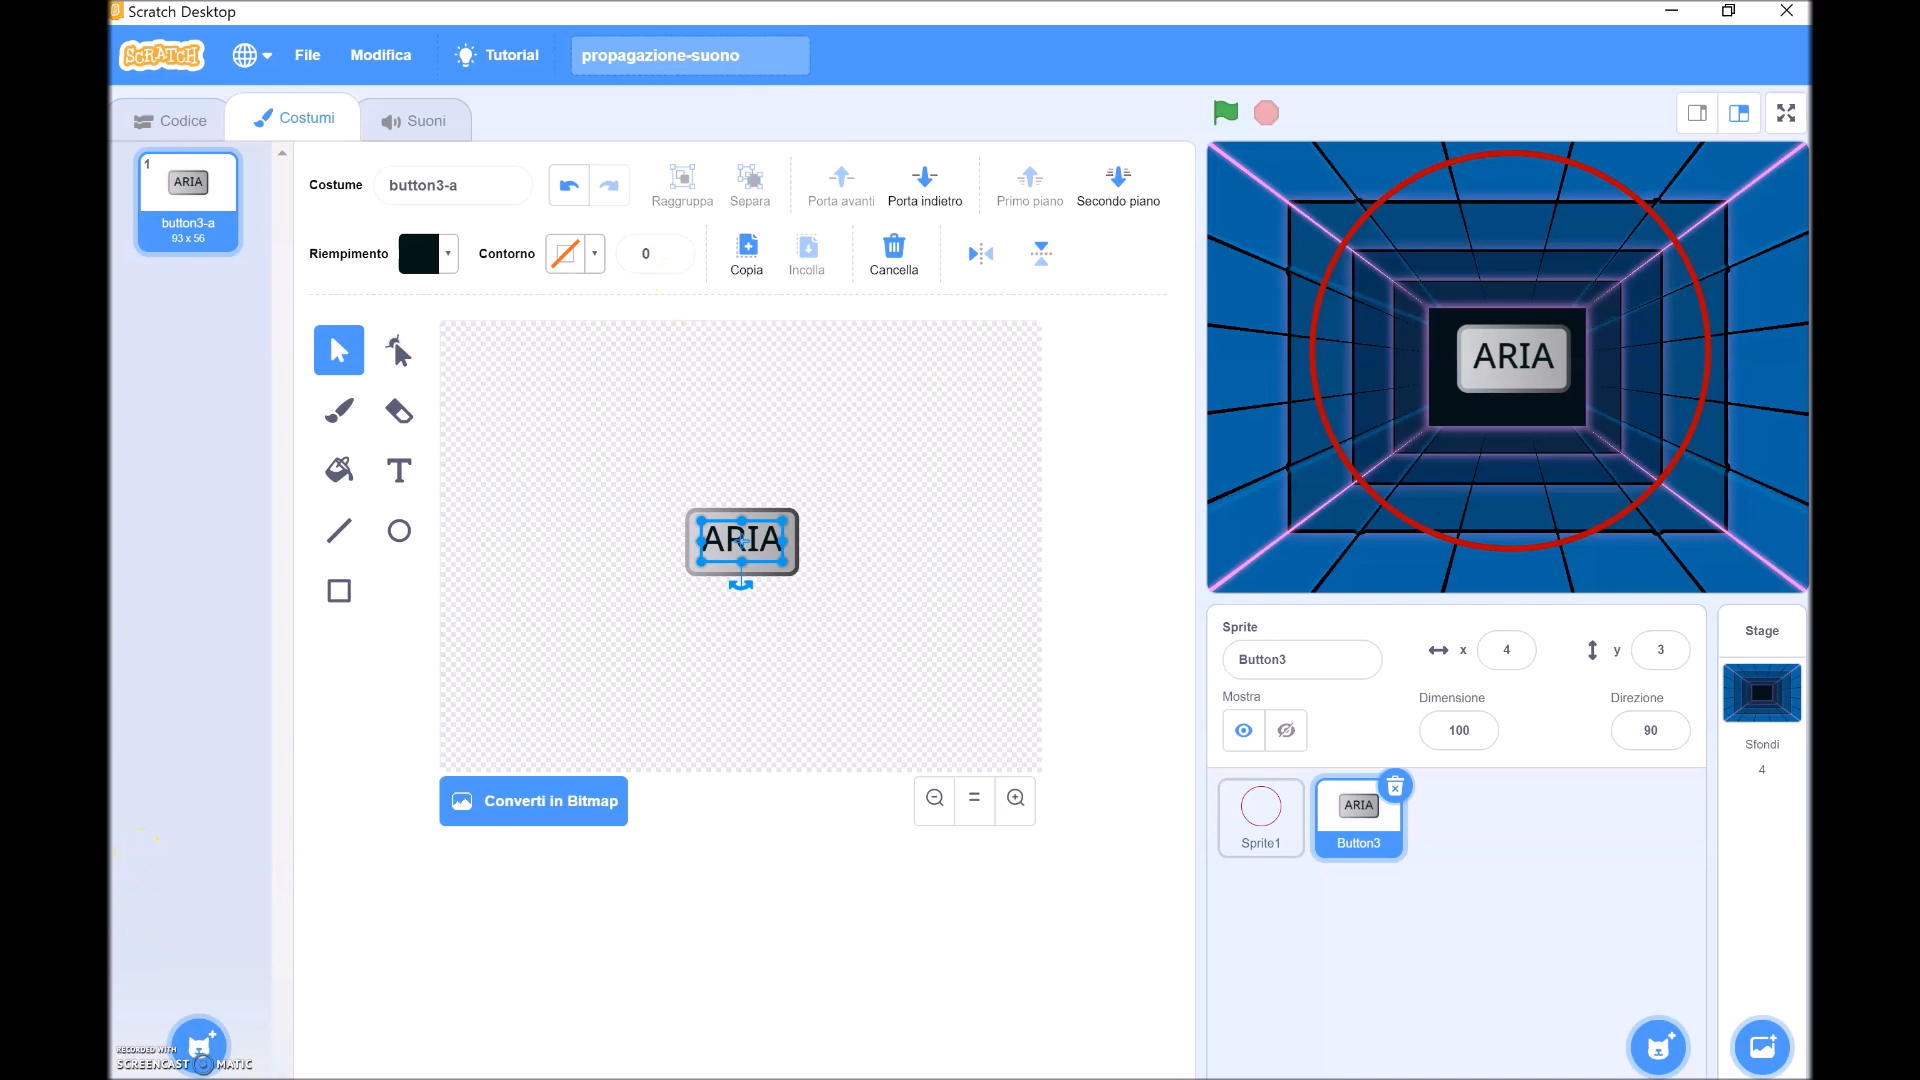 Scratch Desktop
SCRATCH
File
Modifica
Tutorial
propagazione-suono
Codice
Costumi
Suoni
1
ARIA
button3-a
93 x 56
Costume
button3-a
Raggruppa
Separa
Porta avanti
Porta indietro
Primo piano
Secondo piano
Riempimento
Contorno
0
Copia
Incolla
Cancella
ARIA
Converti in Bitmap
ARIA
Sprite
Button3
x
4
y
3
Mostra
Dimensione
100
Direzione
90
Sprite1
ARIA
Button3
Stage
Sfondi
4
RECORDED WITH
SCREENCAST MATIC